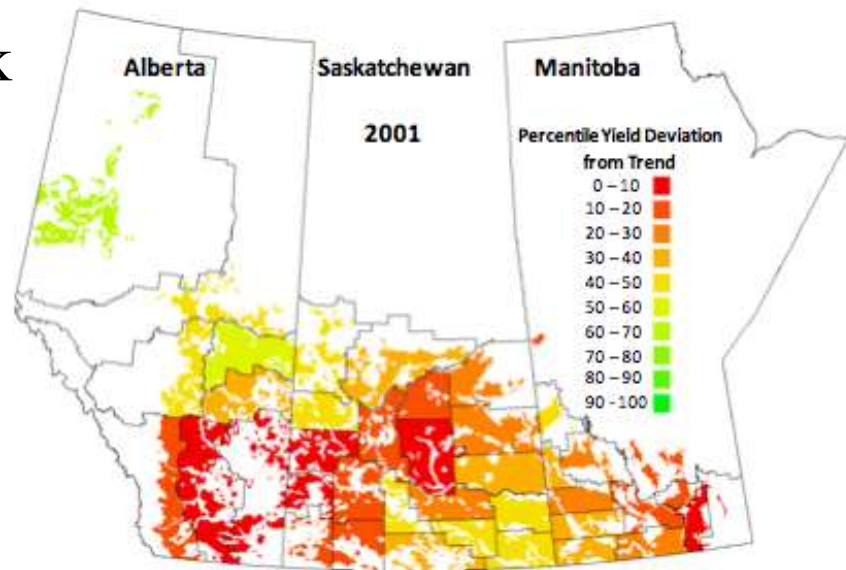 k
Alberta Saskatchewan Manitoba
2001
Percentile Yield Deviation
from Trend
0 – 10
10 – 20
20 – 30
30 – 40
40 – 50
50 – 60
60 – 70
70 – 80
80 – 90
90 -100